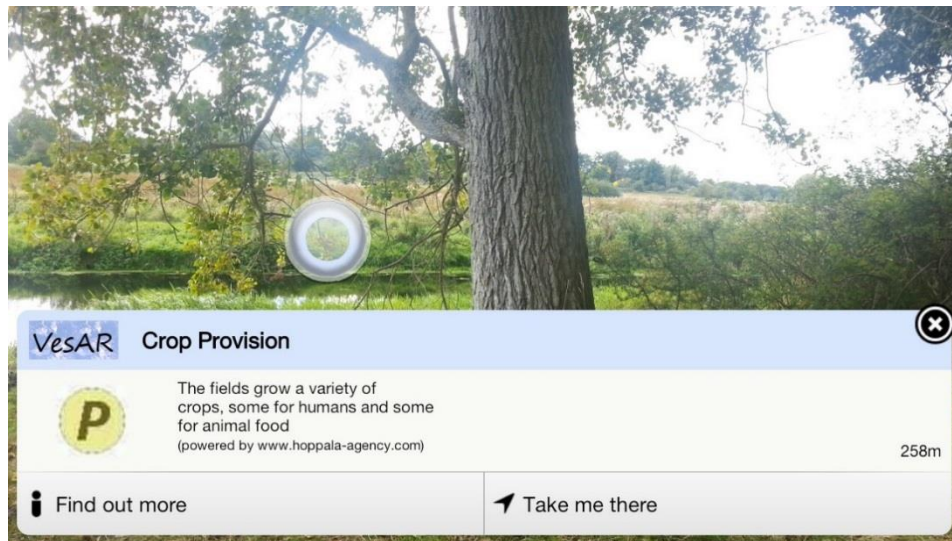 VesAR Crop Provision
P
The fields grow a variety of
crops, some for humans and some
for animal food
(powered by www.hoppala-agency.com)
258m
Find out more
Take me there